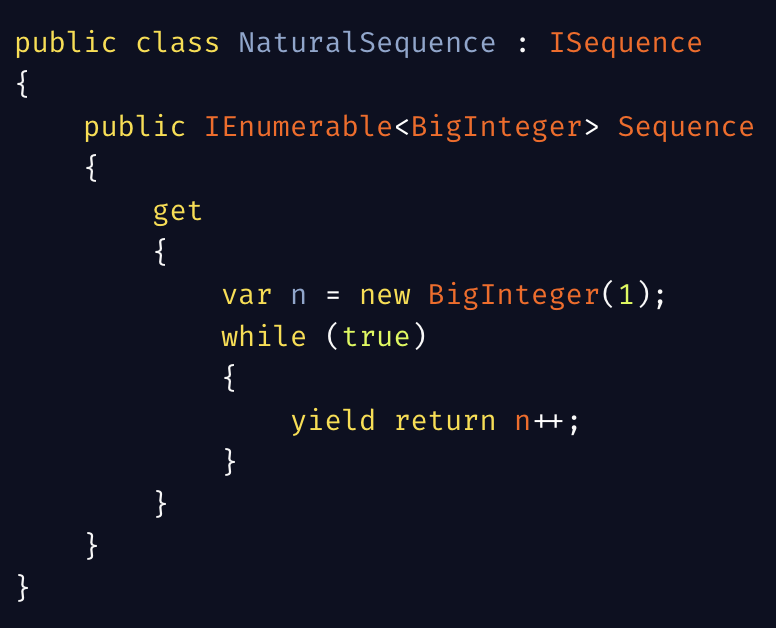 public class NaturalSequence : ISequence
{
    public IEnumerable<BigInteger> Sequence
    {
        get
        {
            var n = new BigInteger(1);
            while (true)
            {
                yield return n++;
            }
        }
    }
}